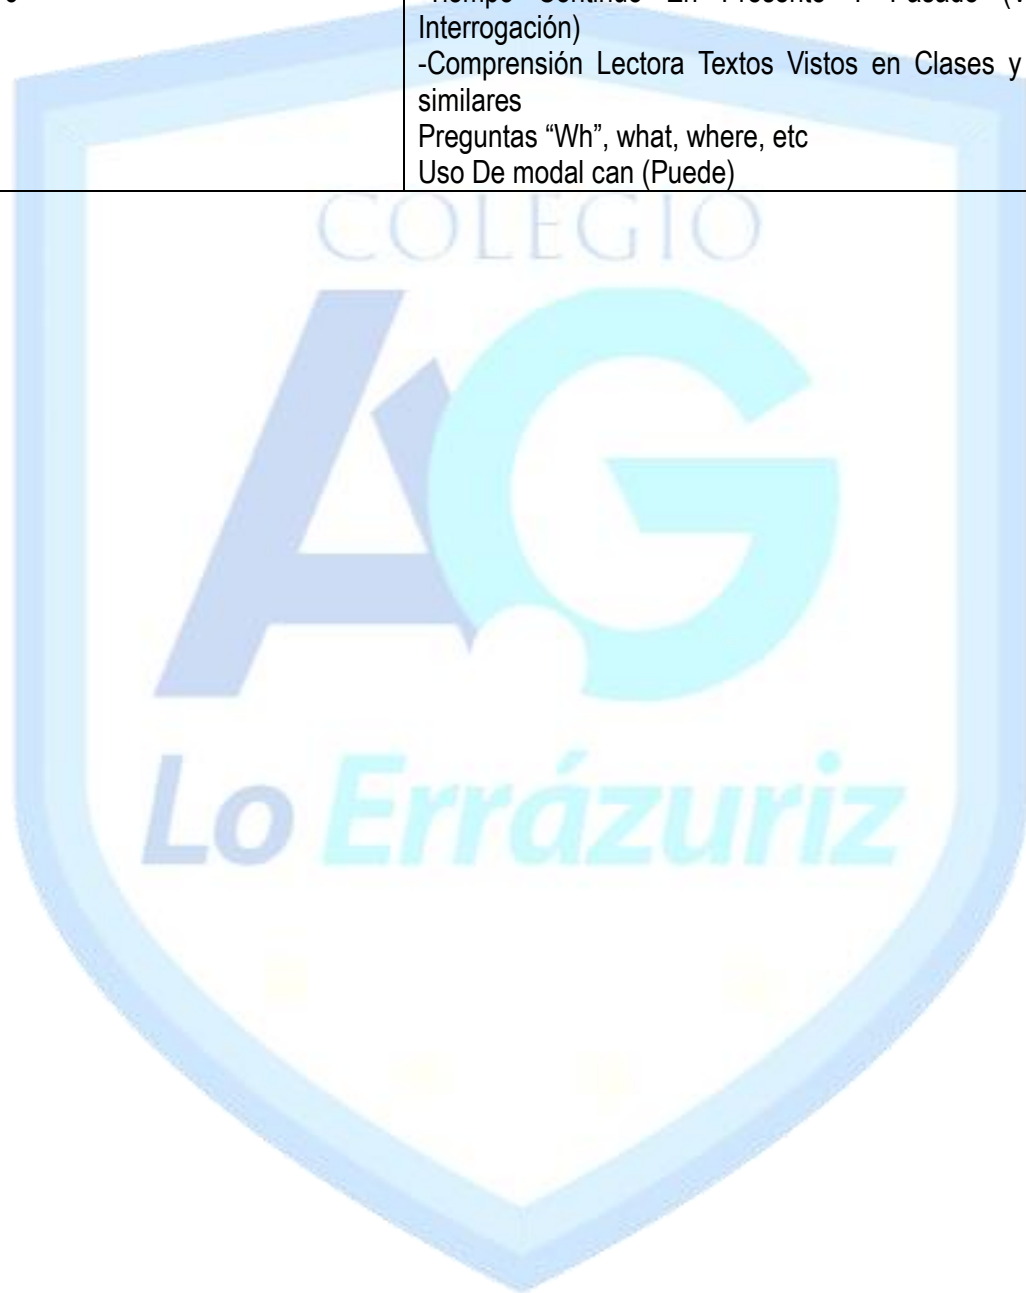 Interrogación)
-Comprensión Lectora Textos Vistos en Clases y
similares
Preguntas “Wh”, what, where, etc
Uso De modal can (Puede)
COLEGIO
AG
Lo Errázuriz